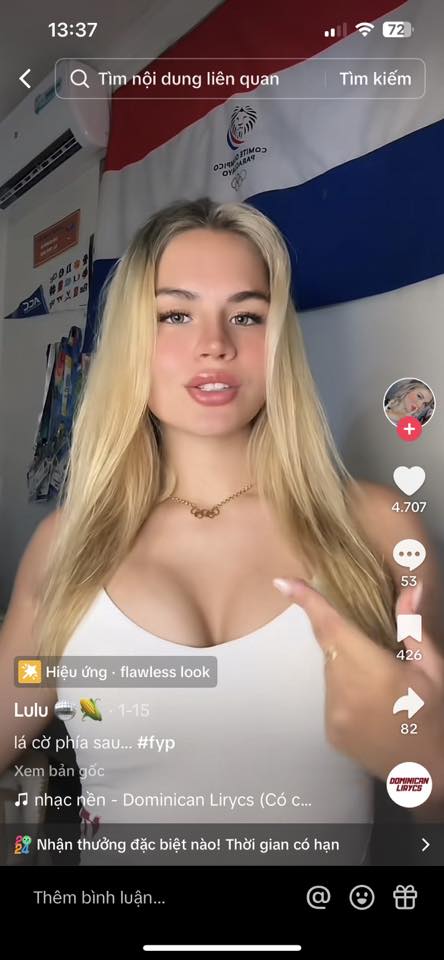 13:37
72
Tìm nội dung liên quan
Tìm kiếm
COMITÉ OLÍMPICO
PARAGUAYO
ACC
4.707
53
426
82
Hiệu ứng · flawless look
Lulu · 1-15
lá cờ phía sau... #fyp
Xem bản gốc
nhạc nền - Dominican Lirycs (Có c...
DOMINICAN
LIRYCS
Nhận thưởng đặc biệt nào! Thời gian có hạn
Thêm bình luận...
@